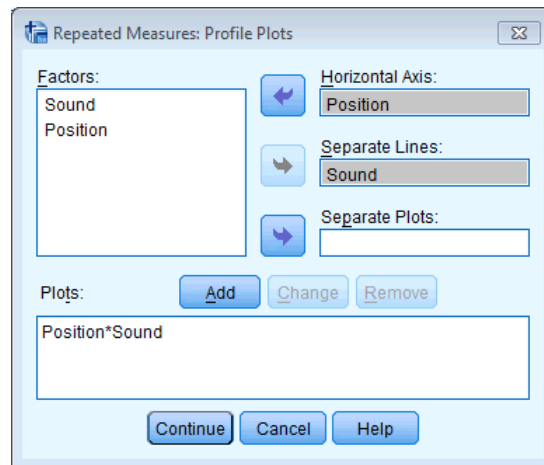 Repeated Measures: Profile Plots
Factors:
Sound
Position
Horizontal Axis:
Position
Separate Lines:
Sound
Separate Plots:
Plots:
Add
Change
Remove
Position*Sound
Continue
Cancel
Help